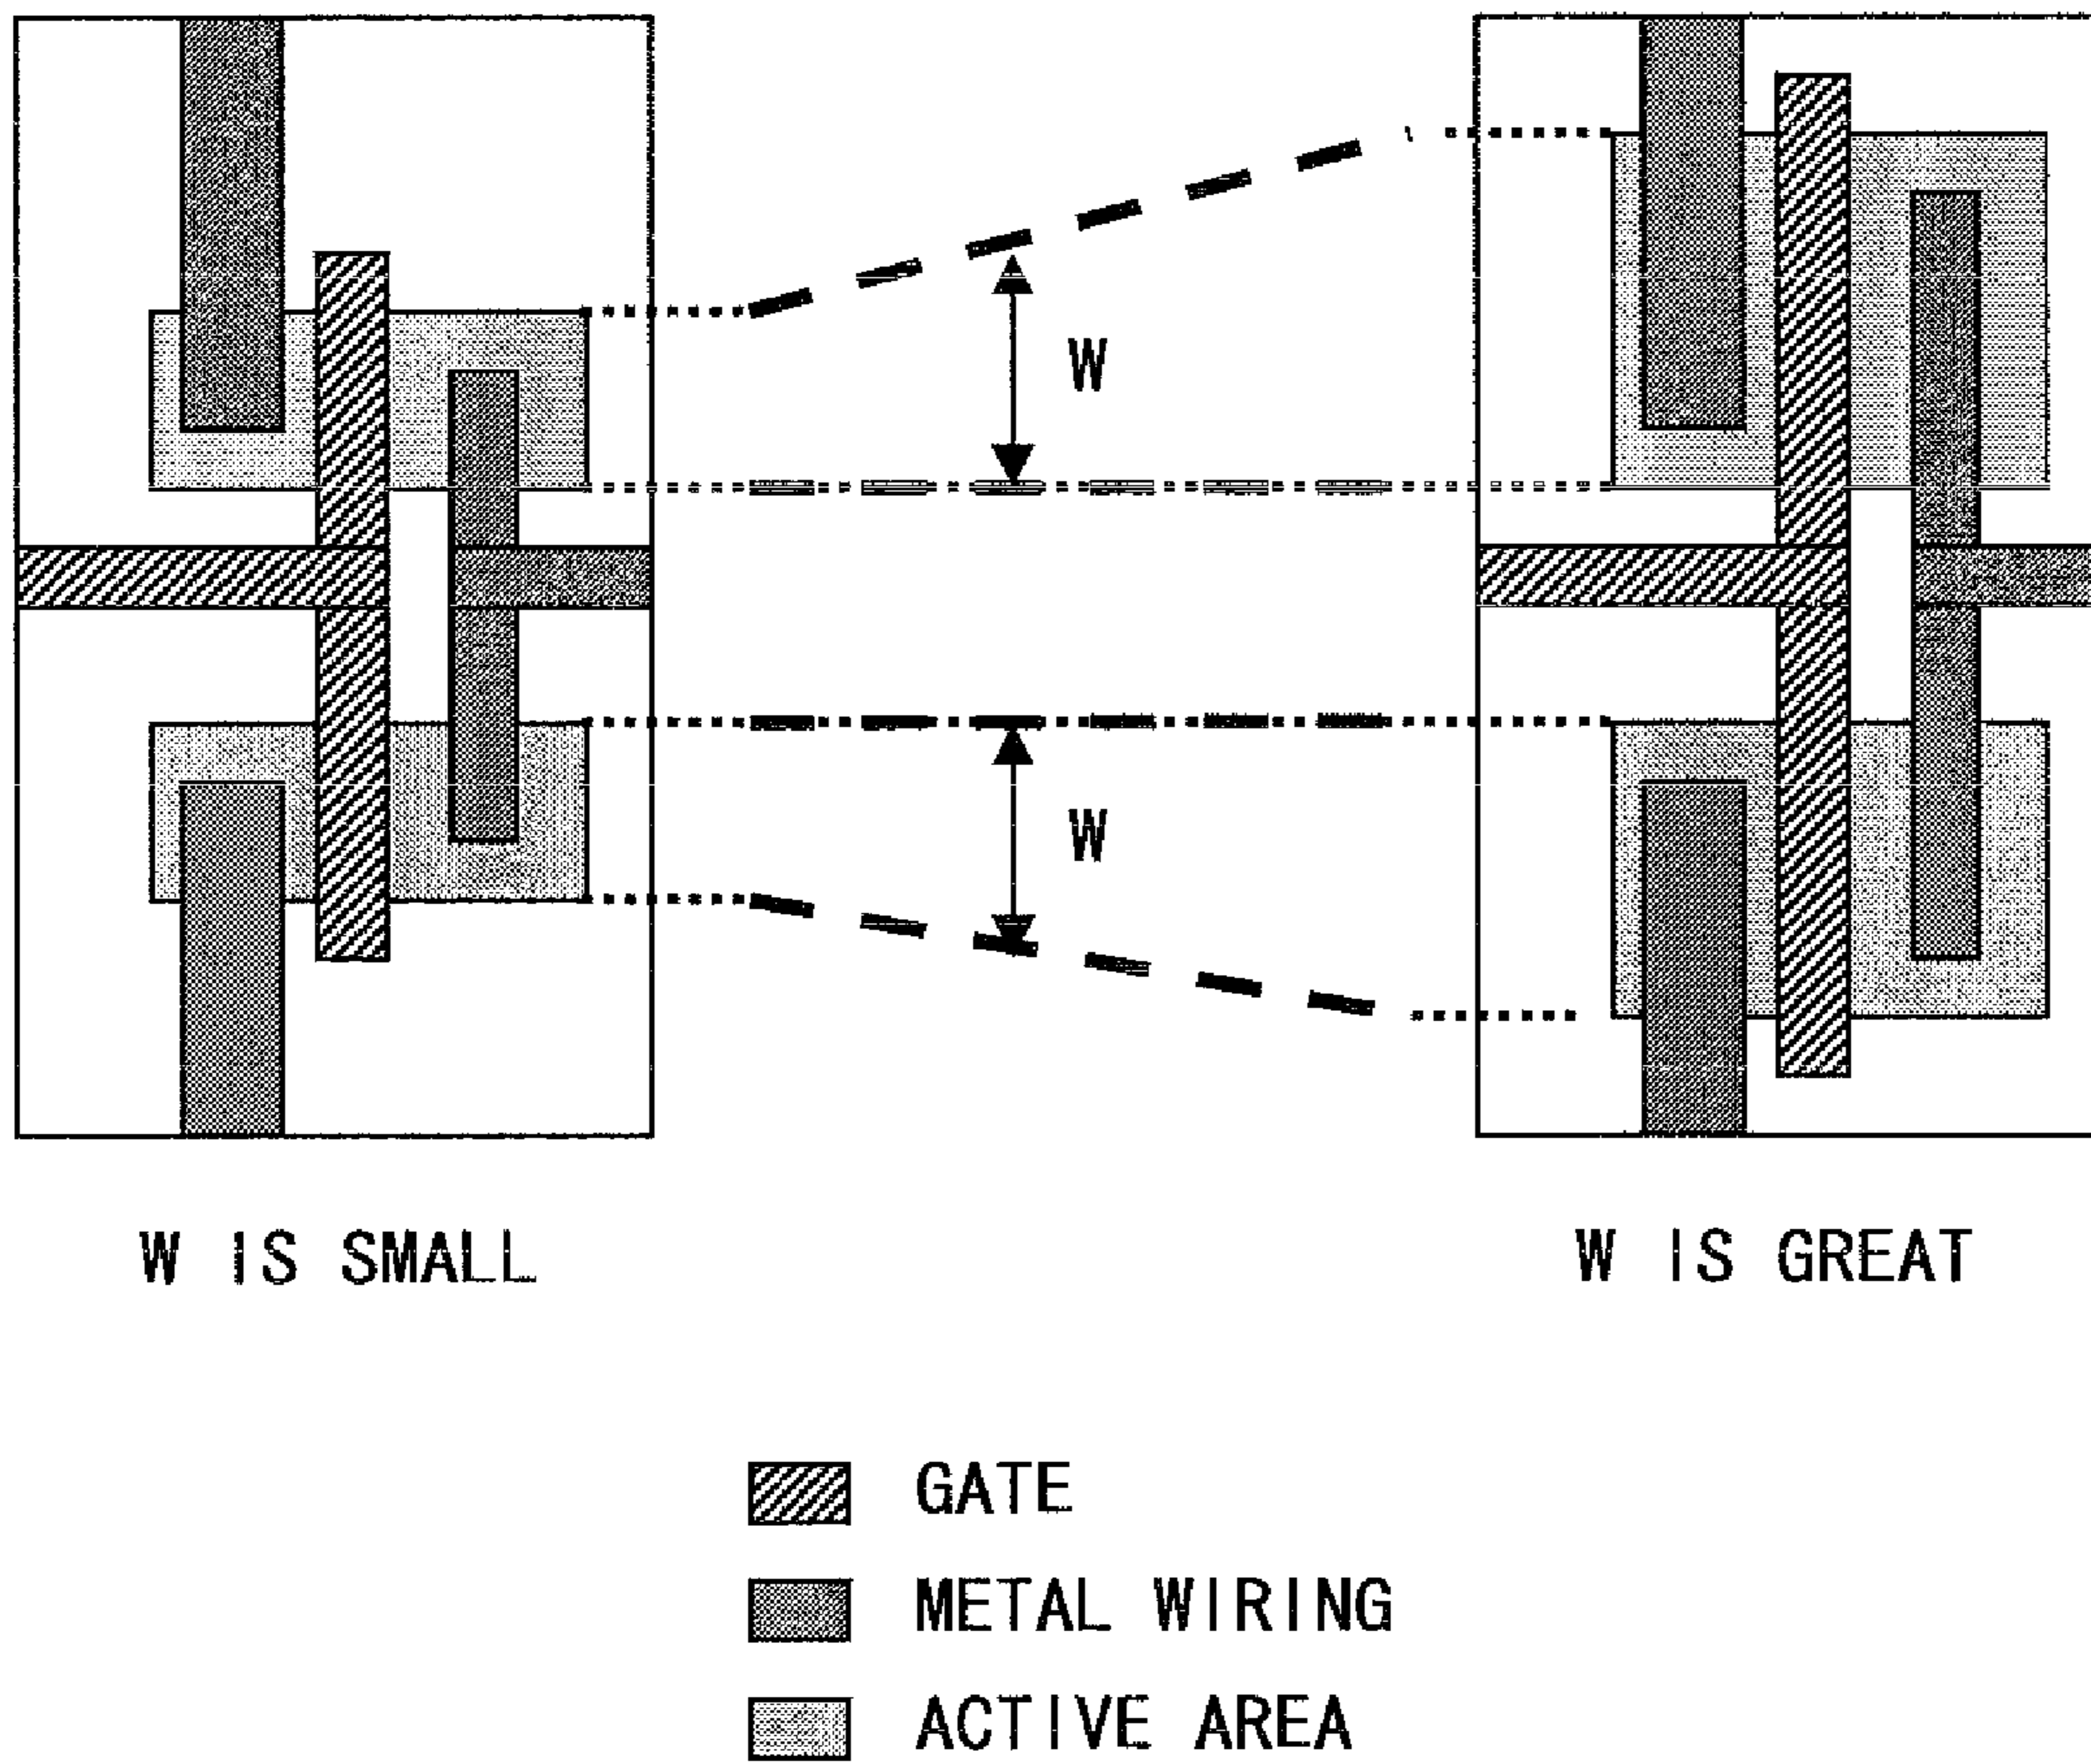 W
W
W IS SMALL
W IS GREAT
GATE
METAL WIRING
ACTIVE AREA